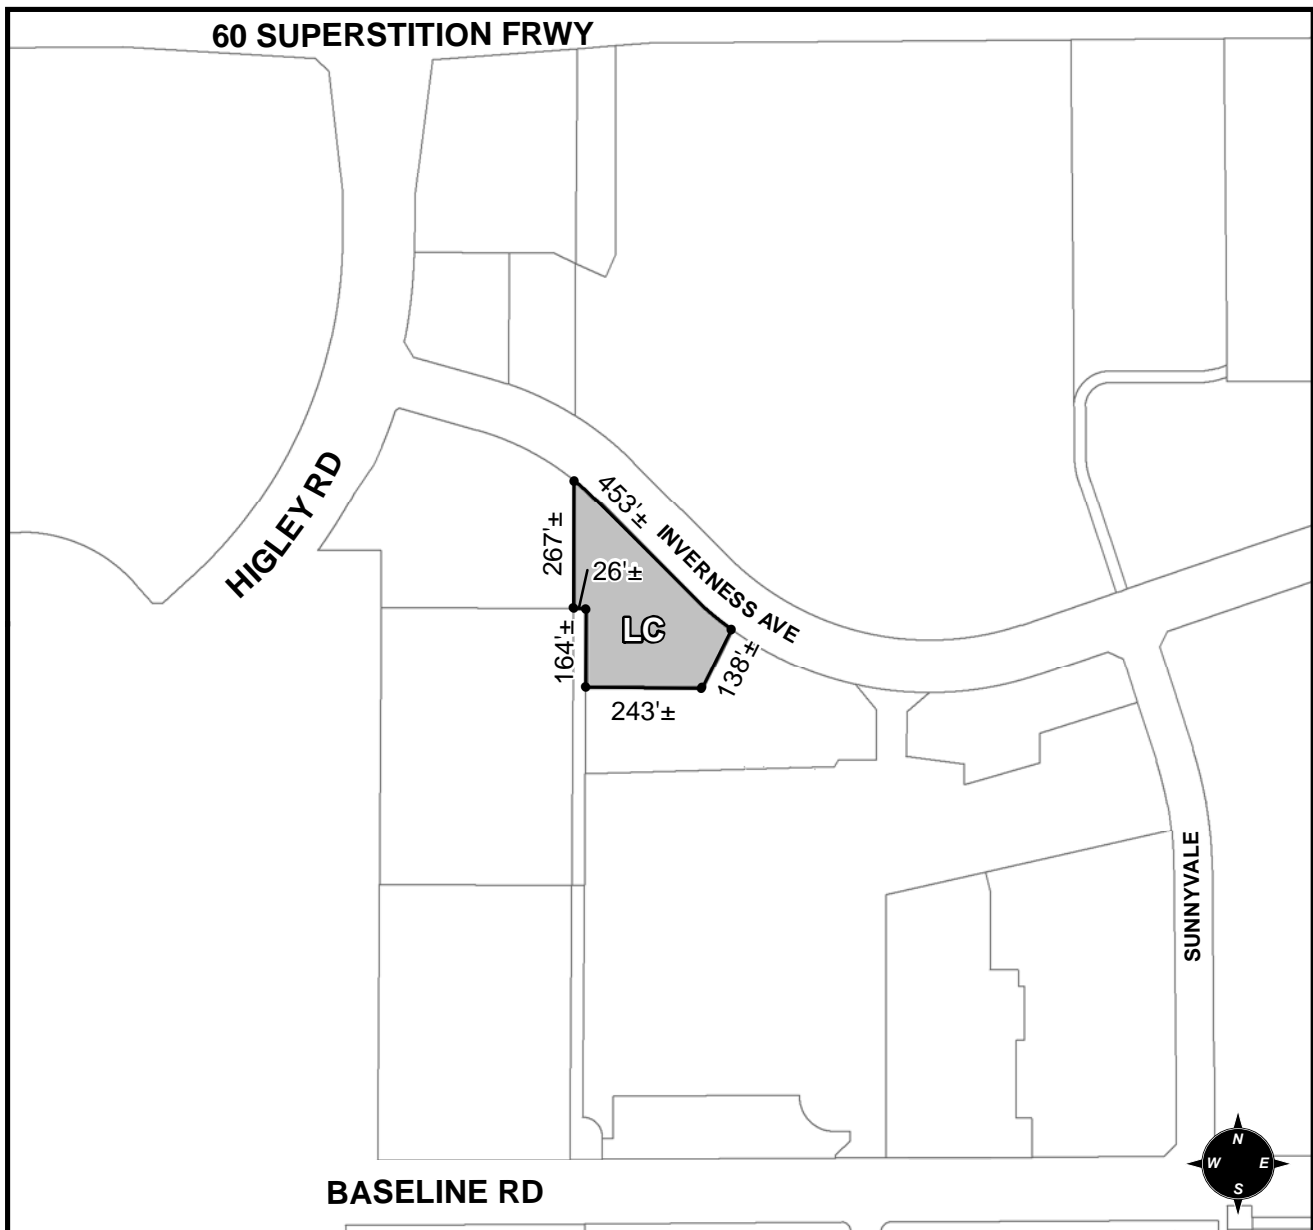 60 SUPERSTITION FRWY
HIGLEY RD
453'±
INVERNESS AVE
267'±
26'±
LC
164'±
138'±
243'±
SUNNYVALE
N
W E
S
BASELINE RD